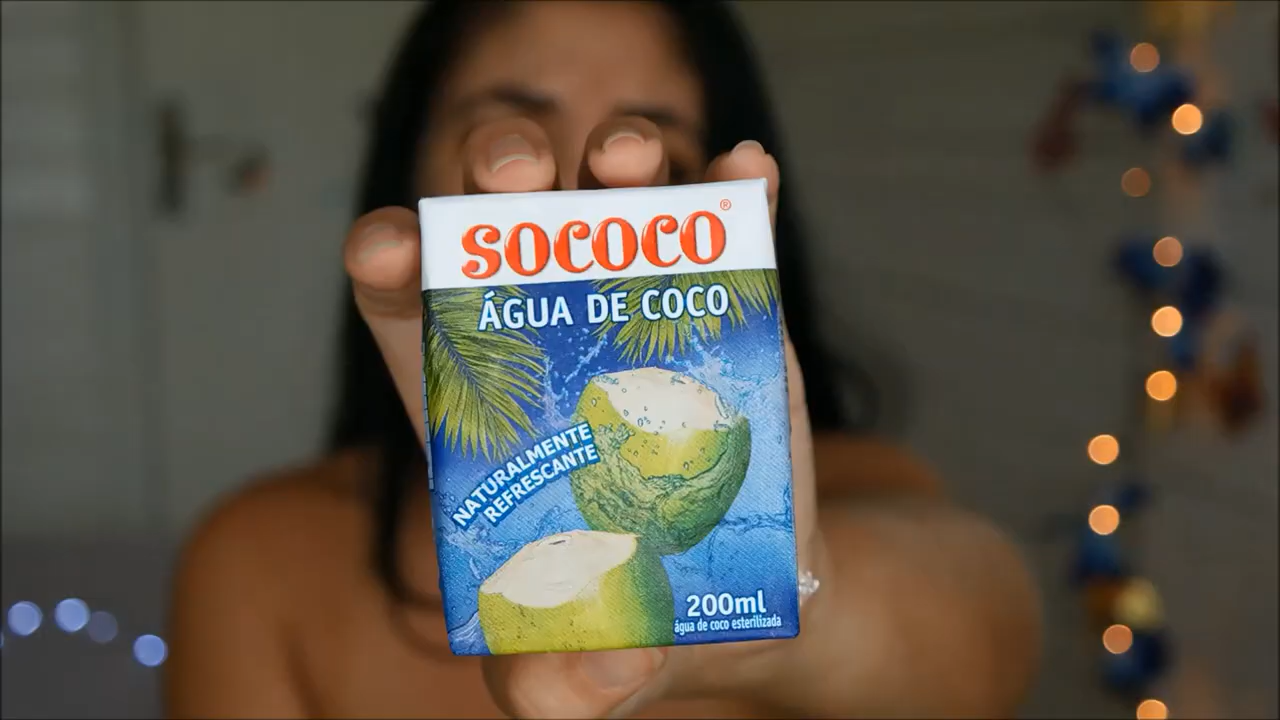 SOCOCO®
ÁGUA DE COCO
NATURALMENTE
REFRESCANTE
200ml
água de coco esterilizada